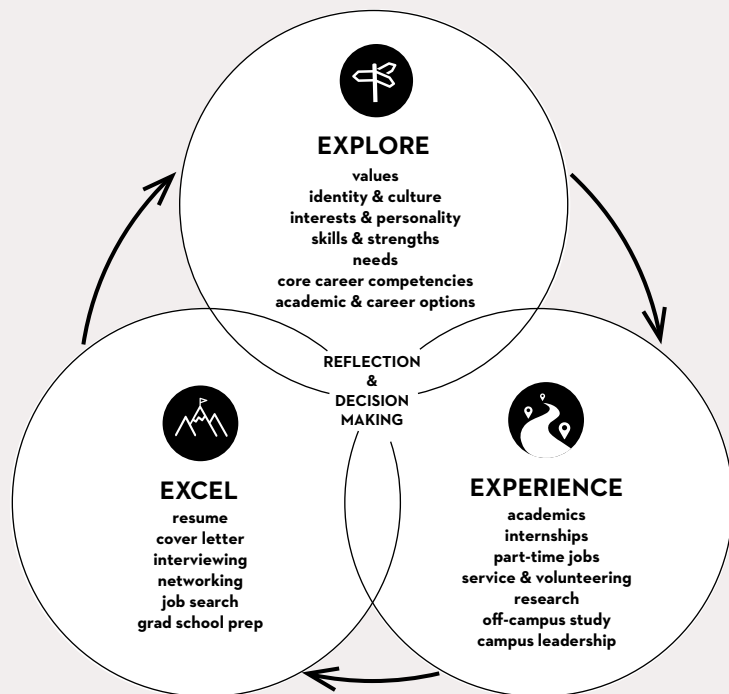 EXPLORE
values
identity & culture
interests & personality
skills & strengths
needs
core career competencies
academic & career options
REFLECTION
&
DECISION
MAKING
EXCEL
resume
cover letter
interviewing
networking
job search
grad school prep
EXPERIENCE
academics
internships
part-time jobs
service & volunteering
research
off-campus study
campus leadership